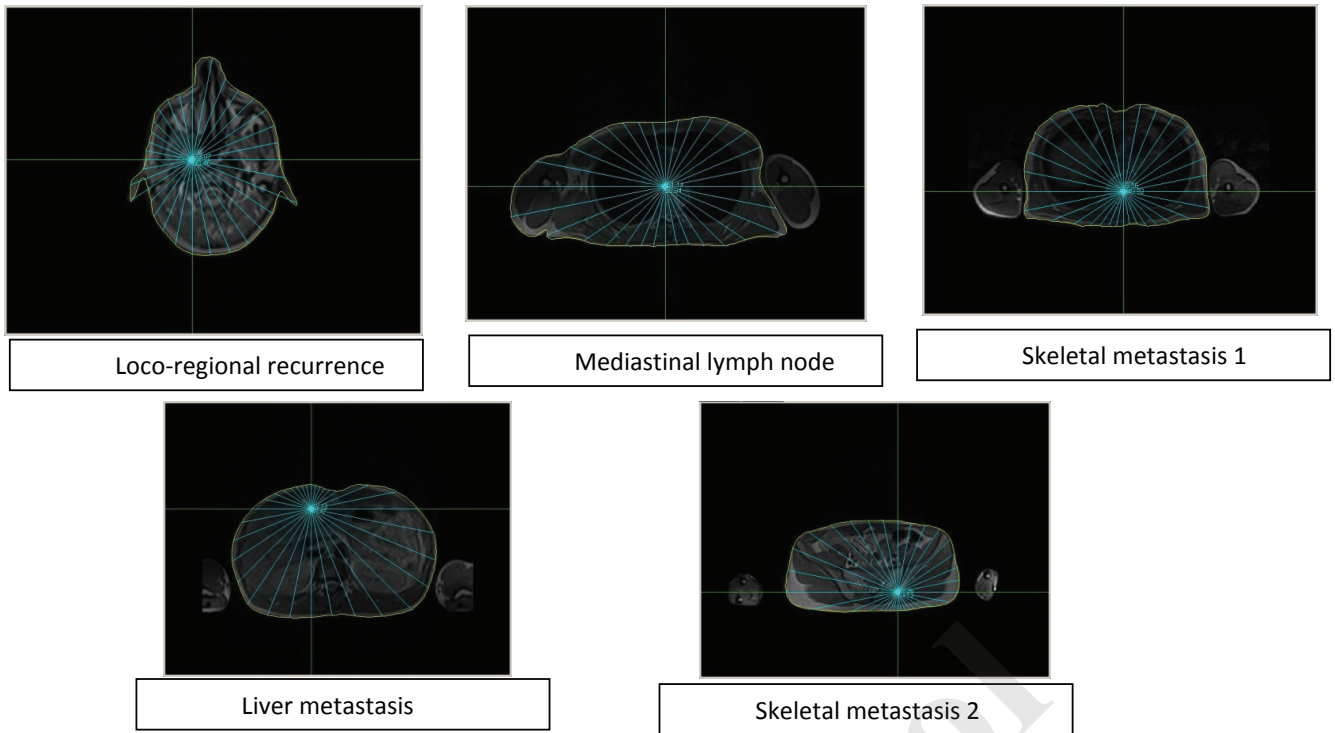 Loco-regional recurrence
Mediastinal lymph node
Skeletal metastasis 1
Liver metastasis
Skeletal metastasis 2